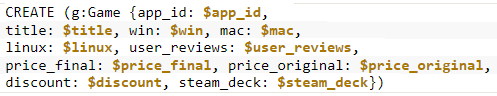 CREATE (g:Game {app_id: $app_id,
title: $title, win: $win, mac: $mac,
linux: $linux, user_reviews: $user_reviews,
price_final: $price_final, price_original: $price_original,
discount: $discount, steam_deck: $steam_deck})